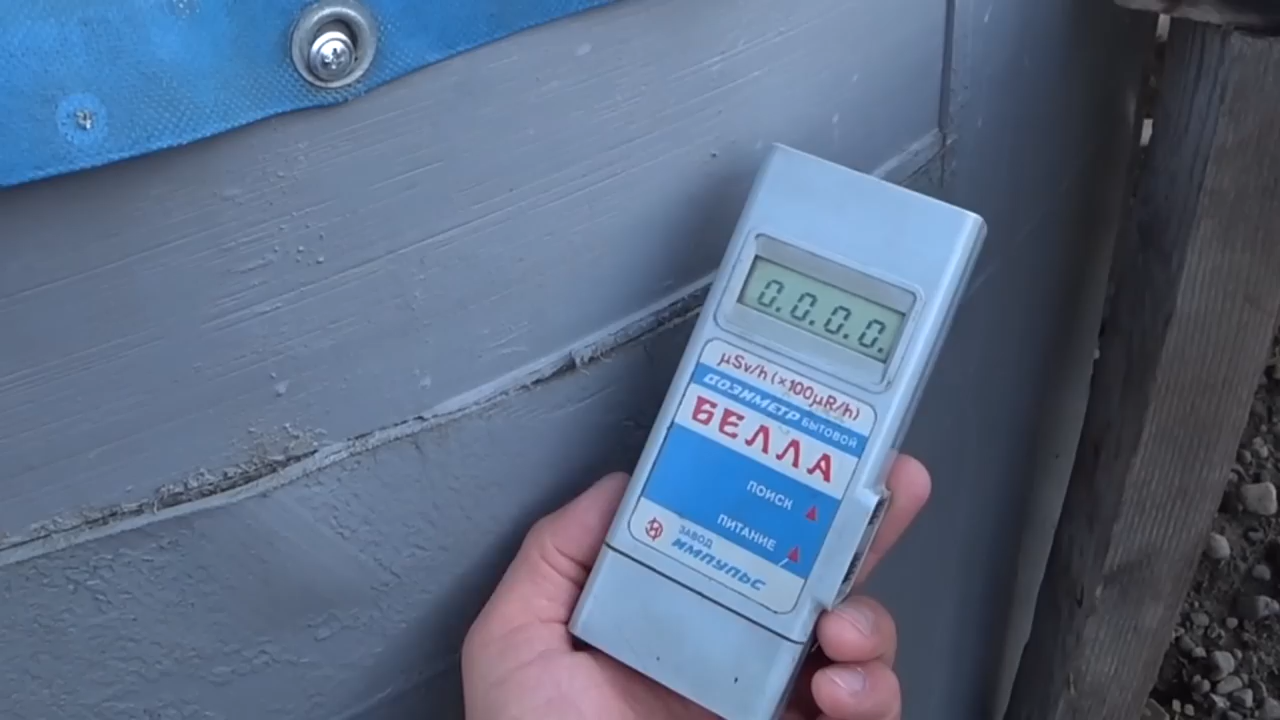 0.0.0.0.
μSv/h (×100μR/h)
ДОЗИМЕТР БЫТОВОЙ
БЕЛЛА
ПОИСК
ПИТАНИЕ
ЗАВОД
ИМПУЛЬС